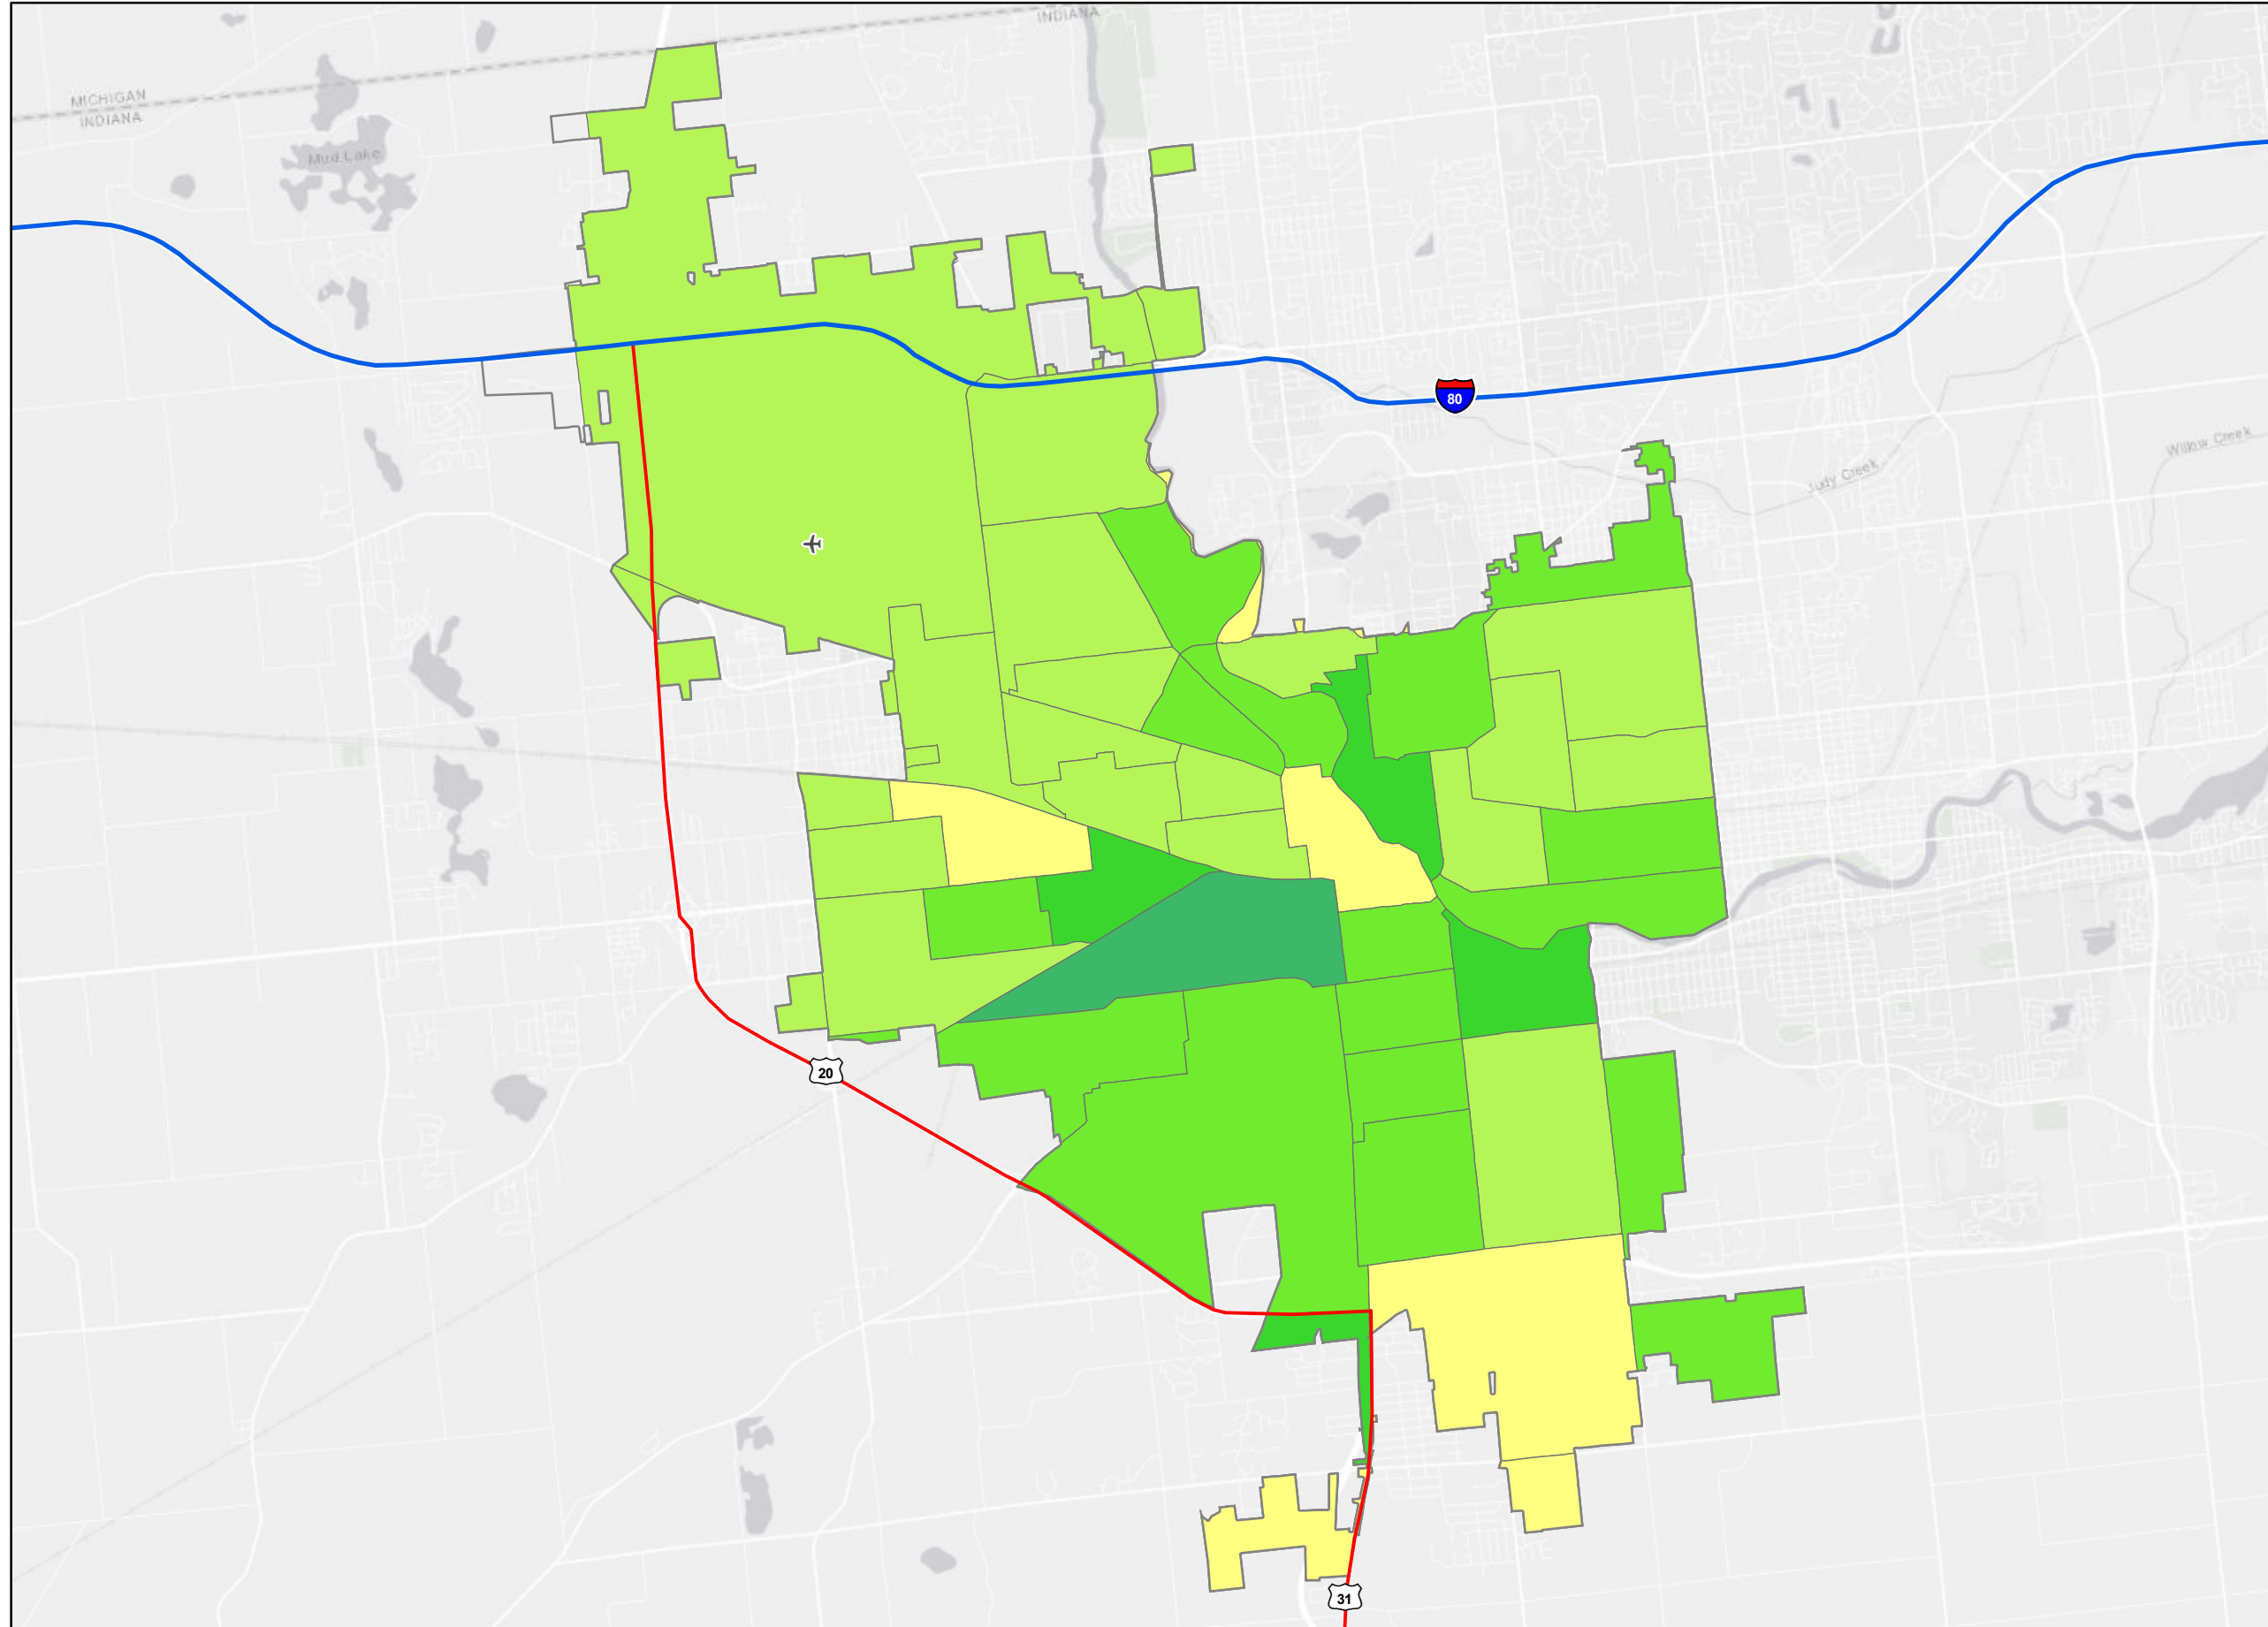 INDIANA
MICHIGAN
INDIANA
Mud Lake
80
Willow Creek
Judy Creek
20
31